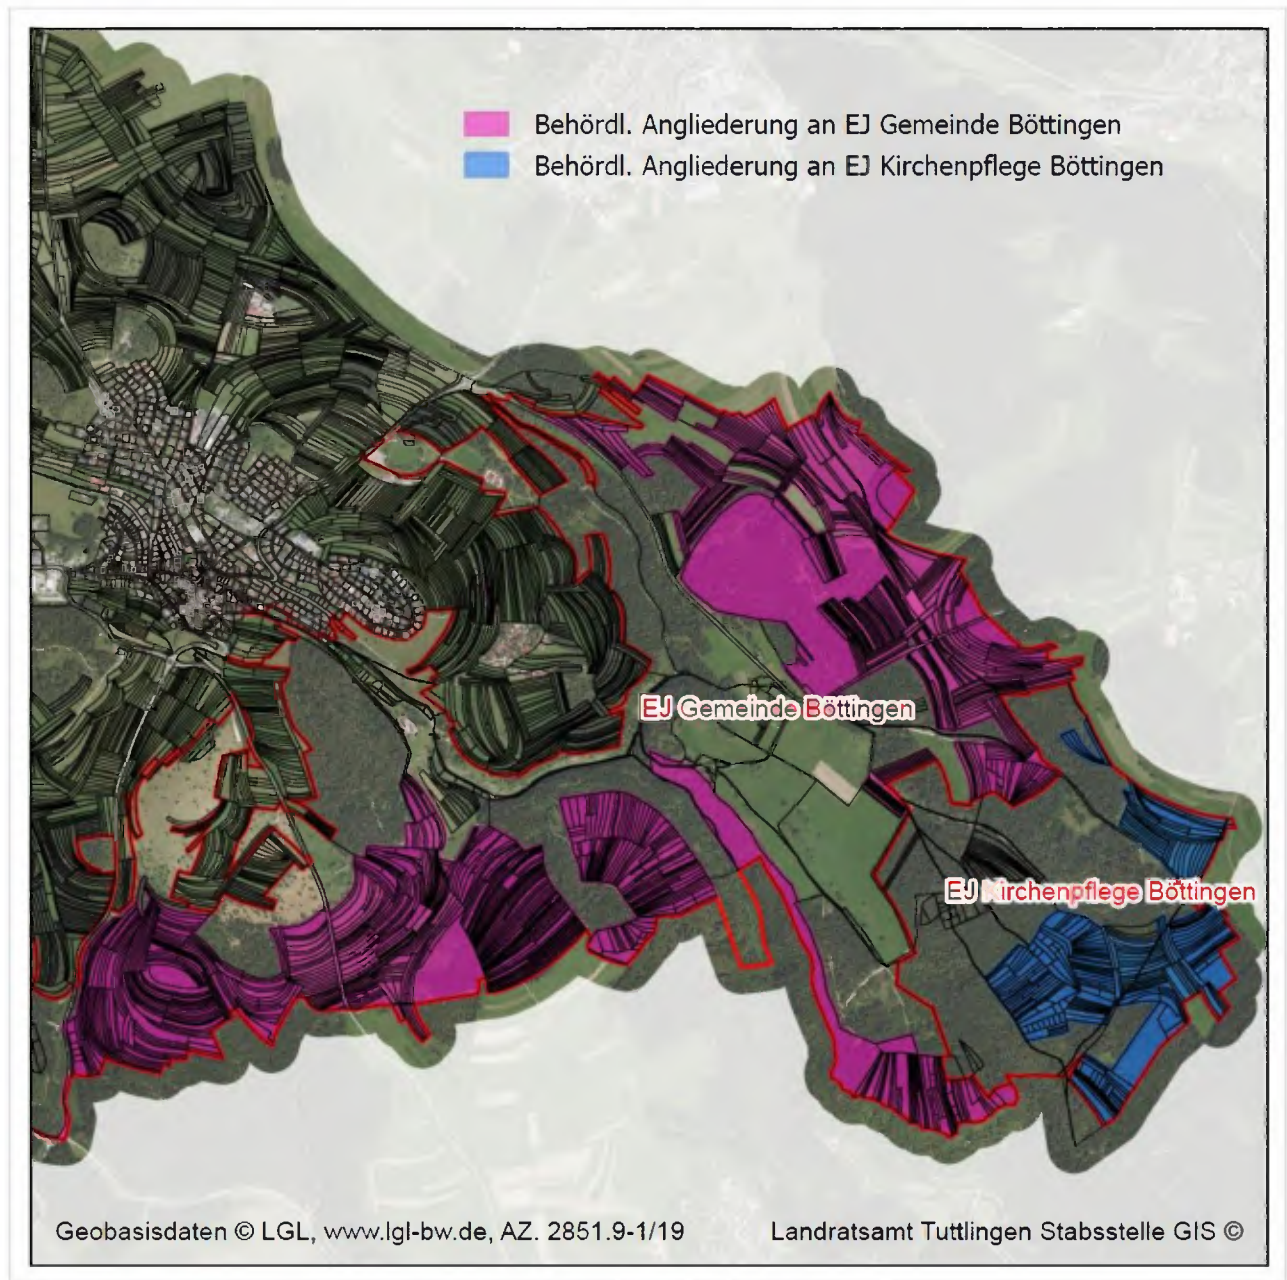 Behördl. Angliederung an EJ Gemeinde Böttingen
Behördl. Angliederung an EJ Kirchenpflege Böttingen
EJ Gemeinde Böttingen
EJ Kirchenpflege Böttingen
Geobasisdaten © LGL, www.lgl-bw.de, AZ. 2851.9-1/19
Landratsamt Tuttlingen Stabsstelle GIS ©